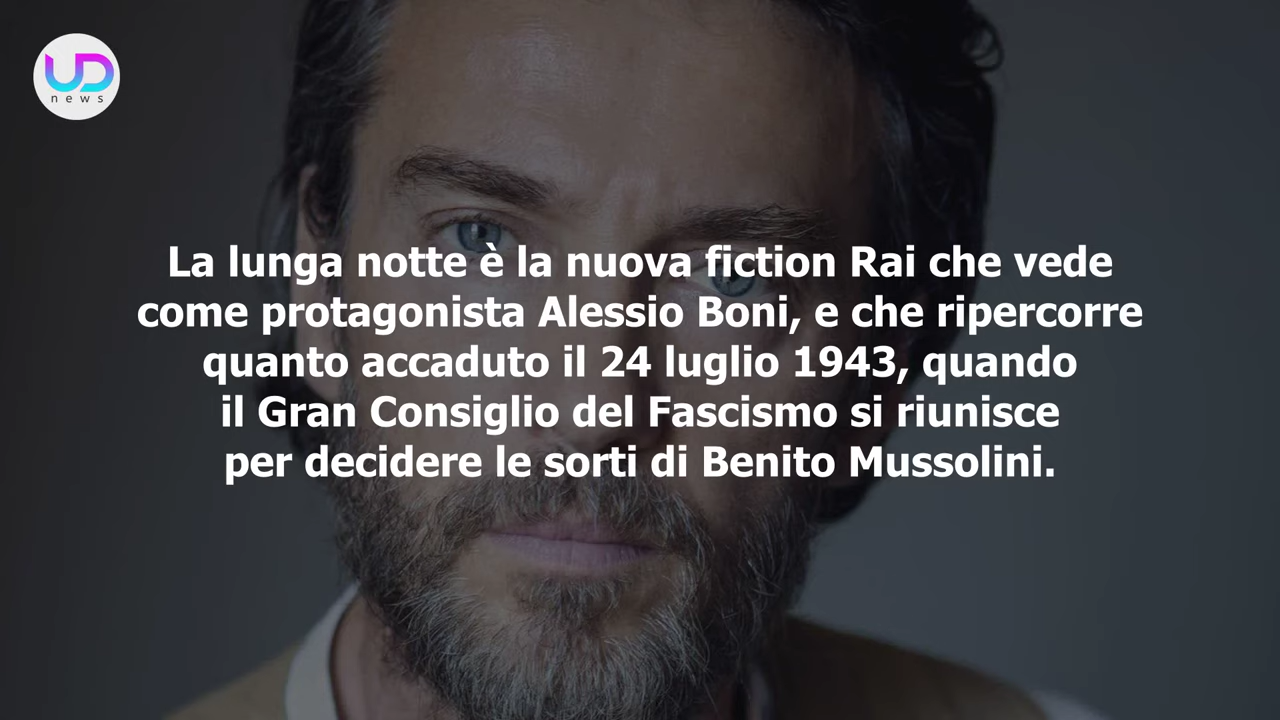 UD
news
La lunga notte è la nuova fiction Rai che vede
come protagonista Alessio Boni, e che ripercorre
quanto accaduto il 24 luglio 1943, quando
il Gran Consiglio del Fascismo si riunisce
per decidere le sorti di Benito Mussolini.